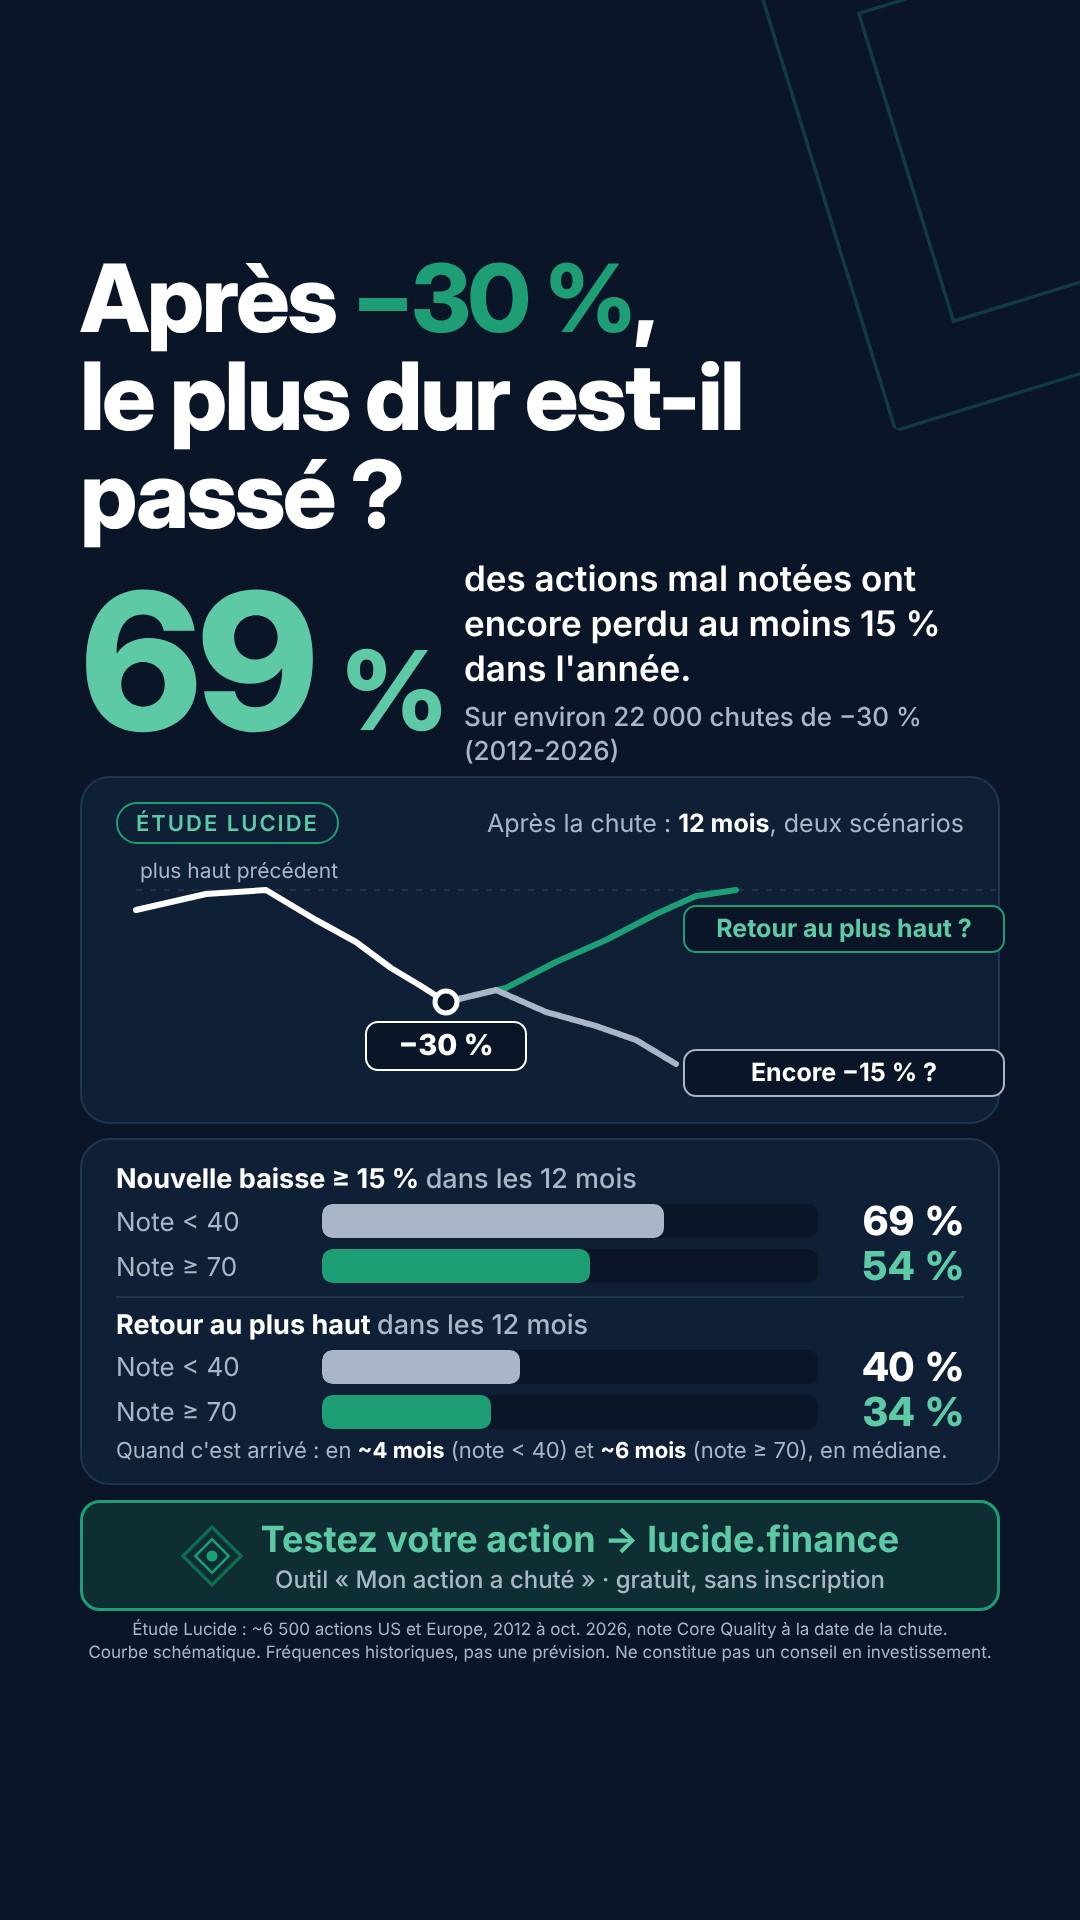 Après −30 %,
le plus dur est-il
passé ?
69 %
des actions mal notées ont
encore perdu au moins 15 %
dans l'année.
Sur environ 22 000 chutes de −30 %
(2012-2026)
ÉTUDE LUCIDE
Après la chute : 12 mois, deux scénarios
plus haut précédent
Retour au plus haut ?
−30 %
Encore −15 % ?
Nouvelle baisse ≥ 15 % dans les 12 mois
Note < 40 69 %
Note ≥ 70 54 %
Retour au plus haut dans les 12 mois
Note < 40 40 %
Note ≥ 70 34 %
Quand c'est arrivé : en ~4 mois (note < 40) et ~6 mois (note ≥ 70), en médiane.
Testez votre action → lucide.finance
Outil « Mon action a chuté » · gratuit, sans inscription
Étude Lucide : ~6 500 actions US et Europe, 2012 à oct. 2026, note Core Quality à la date de la chute.
Courbe schématique. Fréquences historiques, pas une prévision. Ne constitue pas un conseil en investissement.